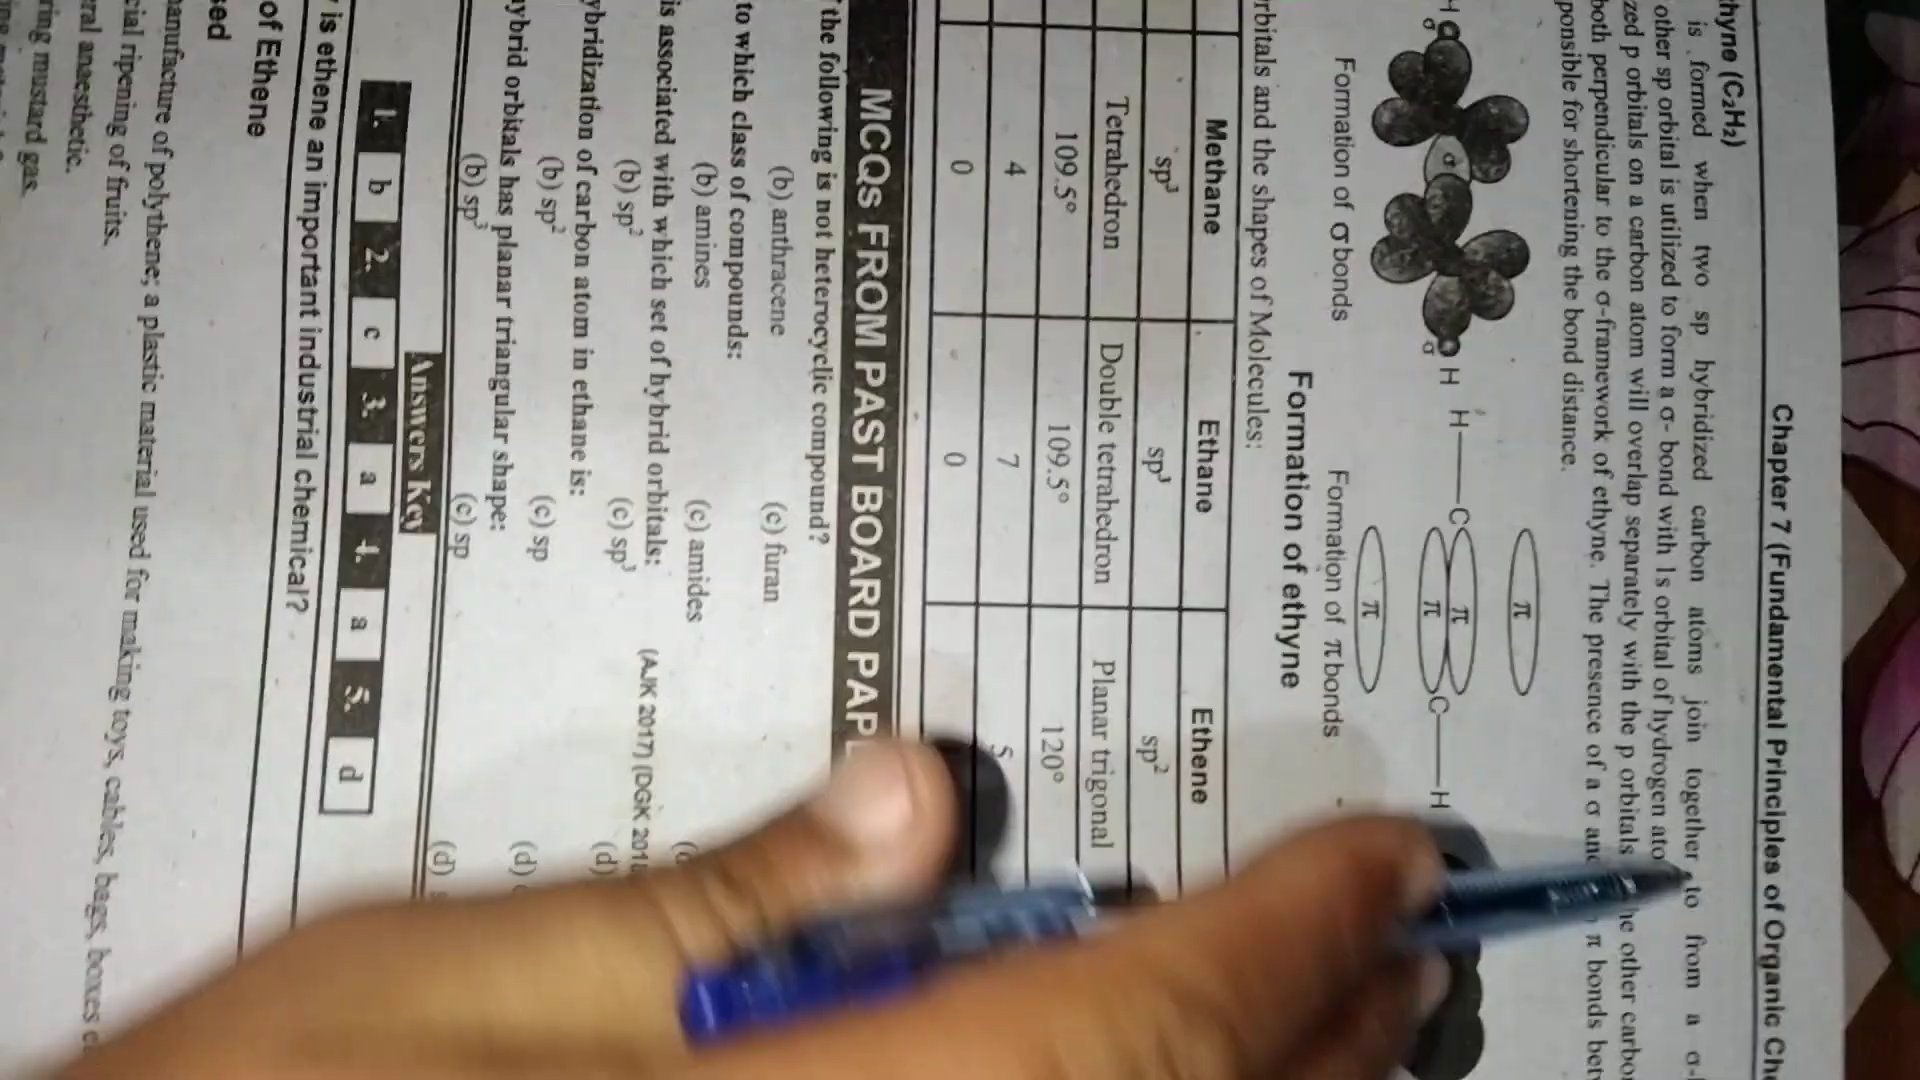 Chapter 7 (Fundamental Principles of Organic
thyne (C₂H₂)
is formed when two sp hybridized carbon atoms join together to from a σ-
other sp orbital is utilized to form a σ- bond with 1s orbital of hydrogen
zed p orbitals on a carbon atom will overlap separately with the p orbitals he other
both perpendicular to the σ-framework of ethyne. The presence of a σ π bonds
ponsible for shortening the bond distance.
π
H σ σ σ H H C π π C H
π
Formation of σ bonds Formation of π bonds
Formation of ethyne
rbitals and the shapes of Molecules:
Methane Ethane Ethene
sp³ sp³ sp²
Tetrahedron Double tetrahedron Planar trigonal
109.5° 109.5° 120°
4 7 5
0 0
MCQs FROM PAST BOARD
the following is not heterocyclic compound?
(b) anthracene (c) furan
to which class of compounds:
(b) amines (c) amides
is associated with which set of hybrid orbitals: (AJK 2017) (DGK
(b) sp² (c) sp³ (d)
ybridization of carbon atom in ethane is:
(b) sp² (c) sp (d)
ybrid orbitals has planar triangular shape:
(b) sp³ (c) sp (d)
Answers Key
1. b 2. c 3. a 4. a 5. d
is ethene an important industrial chemical?
of Ethene
sed
anufacture of polythene; a plastic material used for making toys, cables, bags, boxes
cial ripening of fruits.
ral anaesthetic.
ring mustard gas.